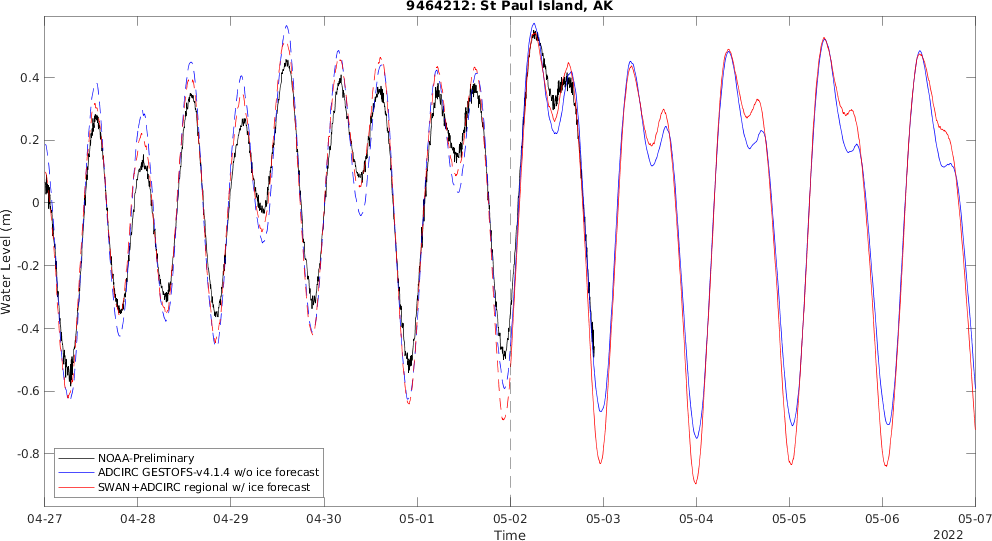 9464212: St Paul Island, AK
Water Level (m)
0.4
0.2
0
-0.2
-0.4
-0.6
-0.8
NOAA-Preliminary
ADCIRC GESTOFS-v4.1.4 w/o ice forecast
SWAN+ADCIRC regional w/ ice forecast
04-27 04-28 04-29 04-30 05-01 05-02 05-03 05-04 05-05 05-06 05-07
Time
2022